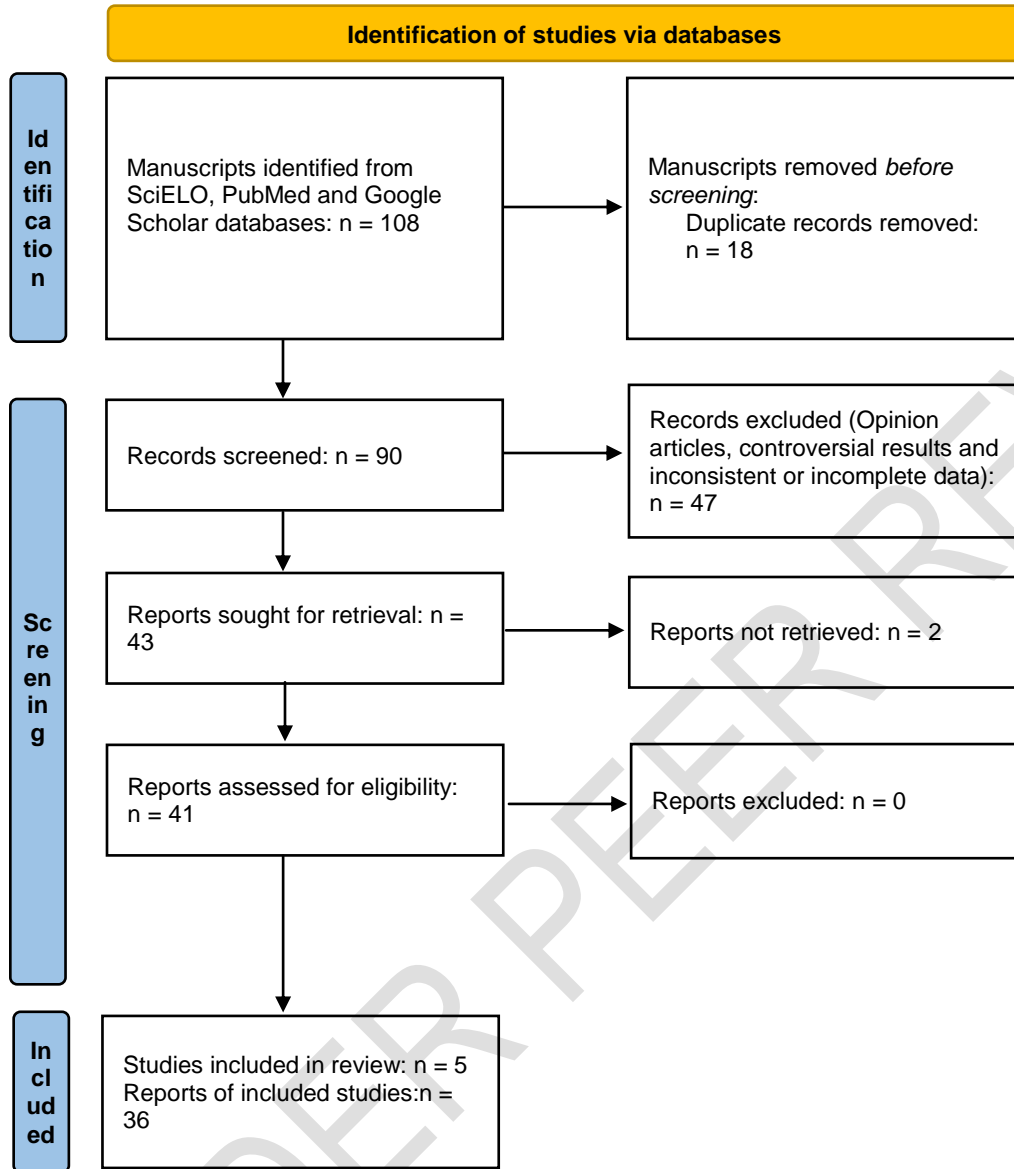 Identification of studies via databases
Id
en
tifi
ca
tio
n
Manuscripts identified from
SciELO, PubMed and Google
Scholar databases: n = 108
Manuscripts removed before
screening:
Duplicate records removed:
n = 18
Sc
re
en
in
g
Records screened: n = 90
Records excluded (Opinion
articles, controversial results and
inconsistent or incomplete data):
n = 47
Reports sought for retrieval: n =
43
Reports not retrieved: n = 2
Reports assessed for eligibility:
n = 41
Reports excluded: n = 0
In
cl
ud
ed
Studies included in review: n = 5
Reports of included studies:n =
36
DER PEER RE